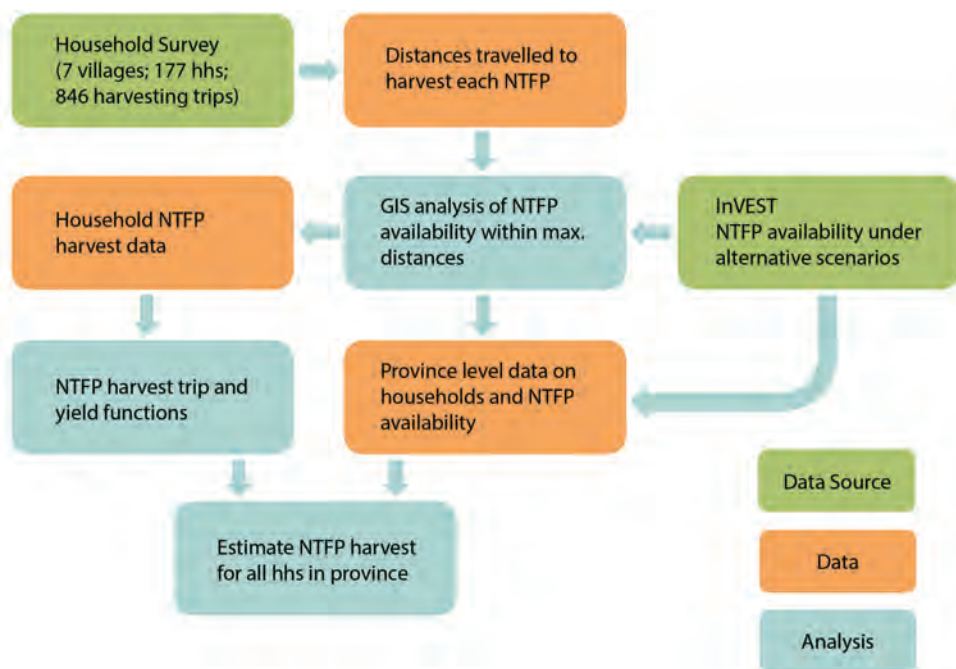 Household Survey
(7 villages; 177 hhs;
846 harvesting trips)
Distances travelled to
harvest each NTFP
Household NTFP
harvest data
GIS analysis of NTFP
availability within max.
distances
InVEST
NTFP availability under
alternative scenarios
NTFP harvest trip and
yield functions
Province level data on
households and NTFP
availability
Estimate NTFP harvest
for all hhs in province
Data Source
Data
Analysis